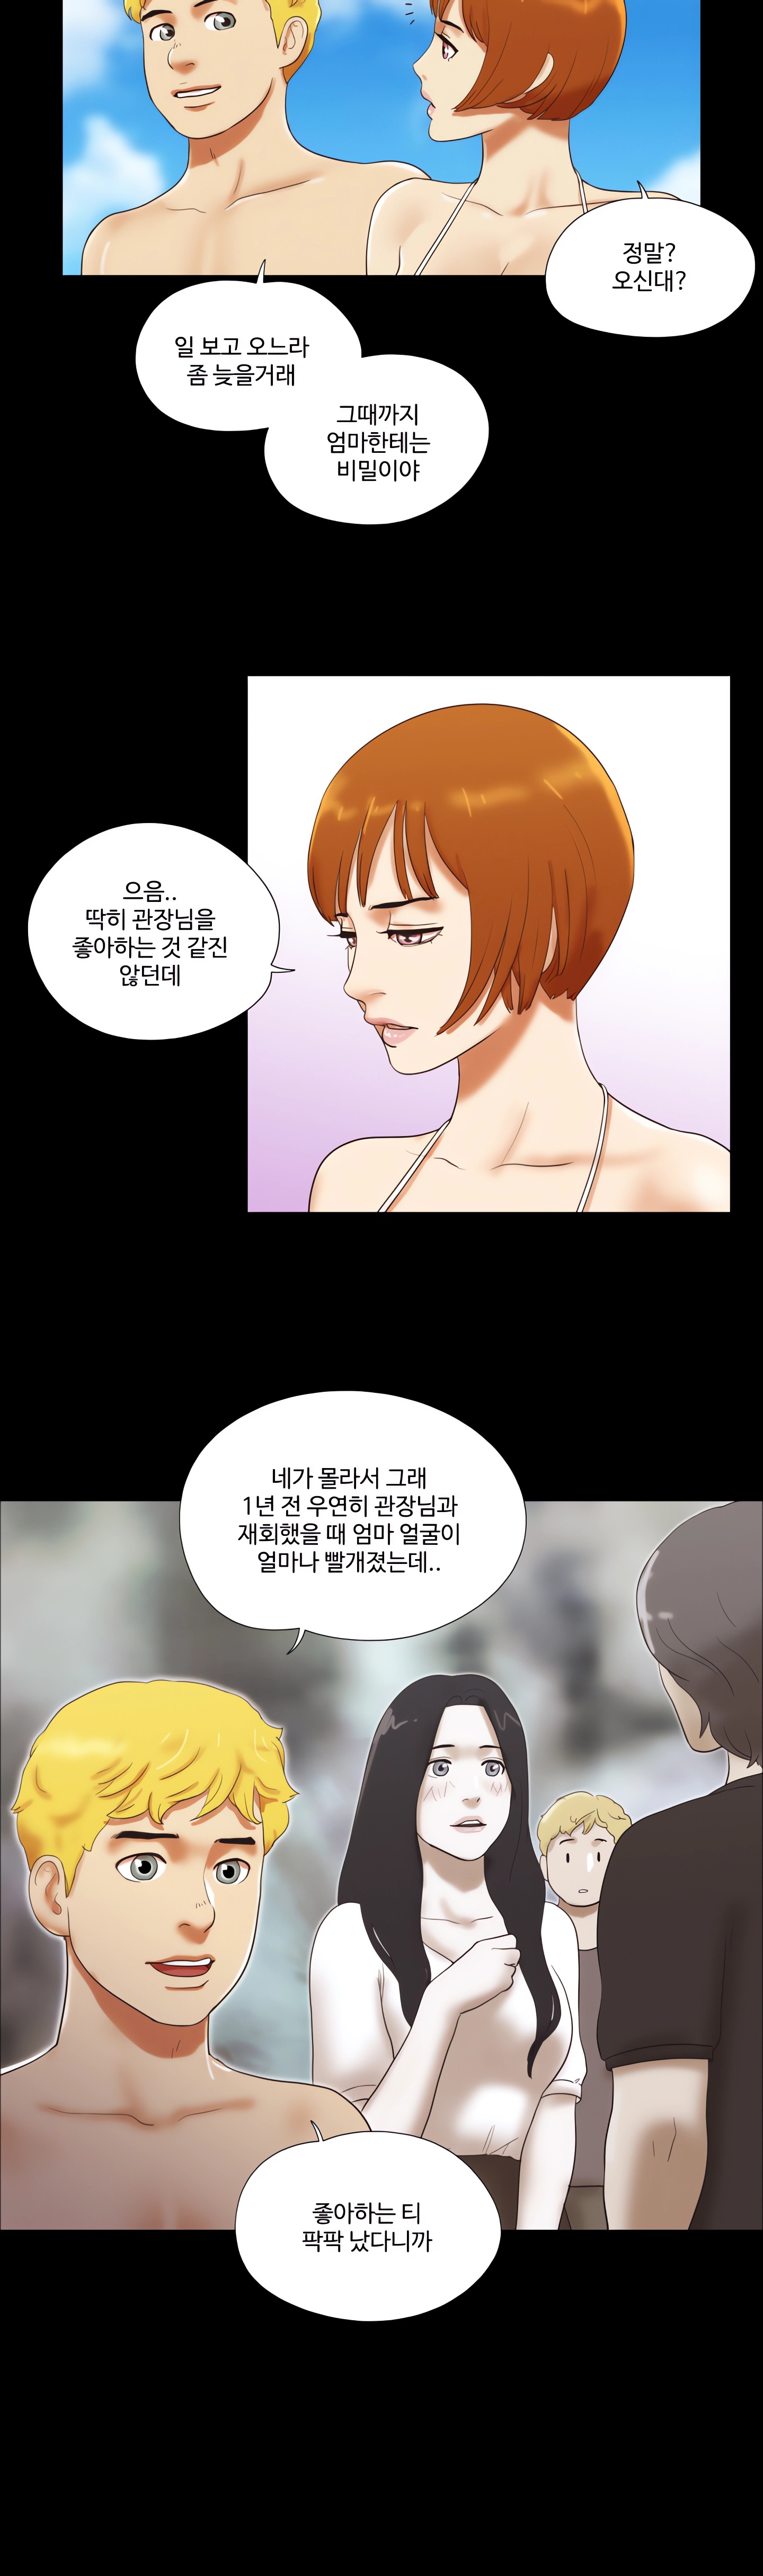 정말?
오신대?
일 보고 오느라
좀 늦을거래
그때까지
엄마한테는
비밀이야
으음..
딱히 관장님을
좋아하는 것 같진
않던데
네가 몰라서 그래
1년 전 우연히 관장님과
재회했을 때 엄마 얼굴이
얼마나 빨개졌는데..
좋아하는 티
팍팍 났다니까